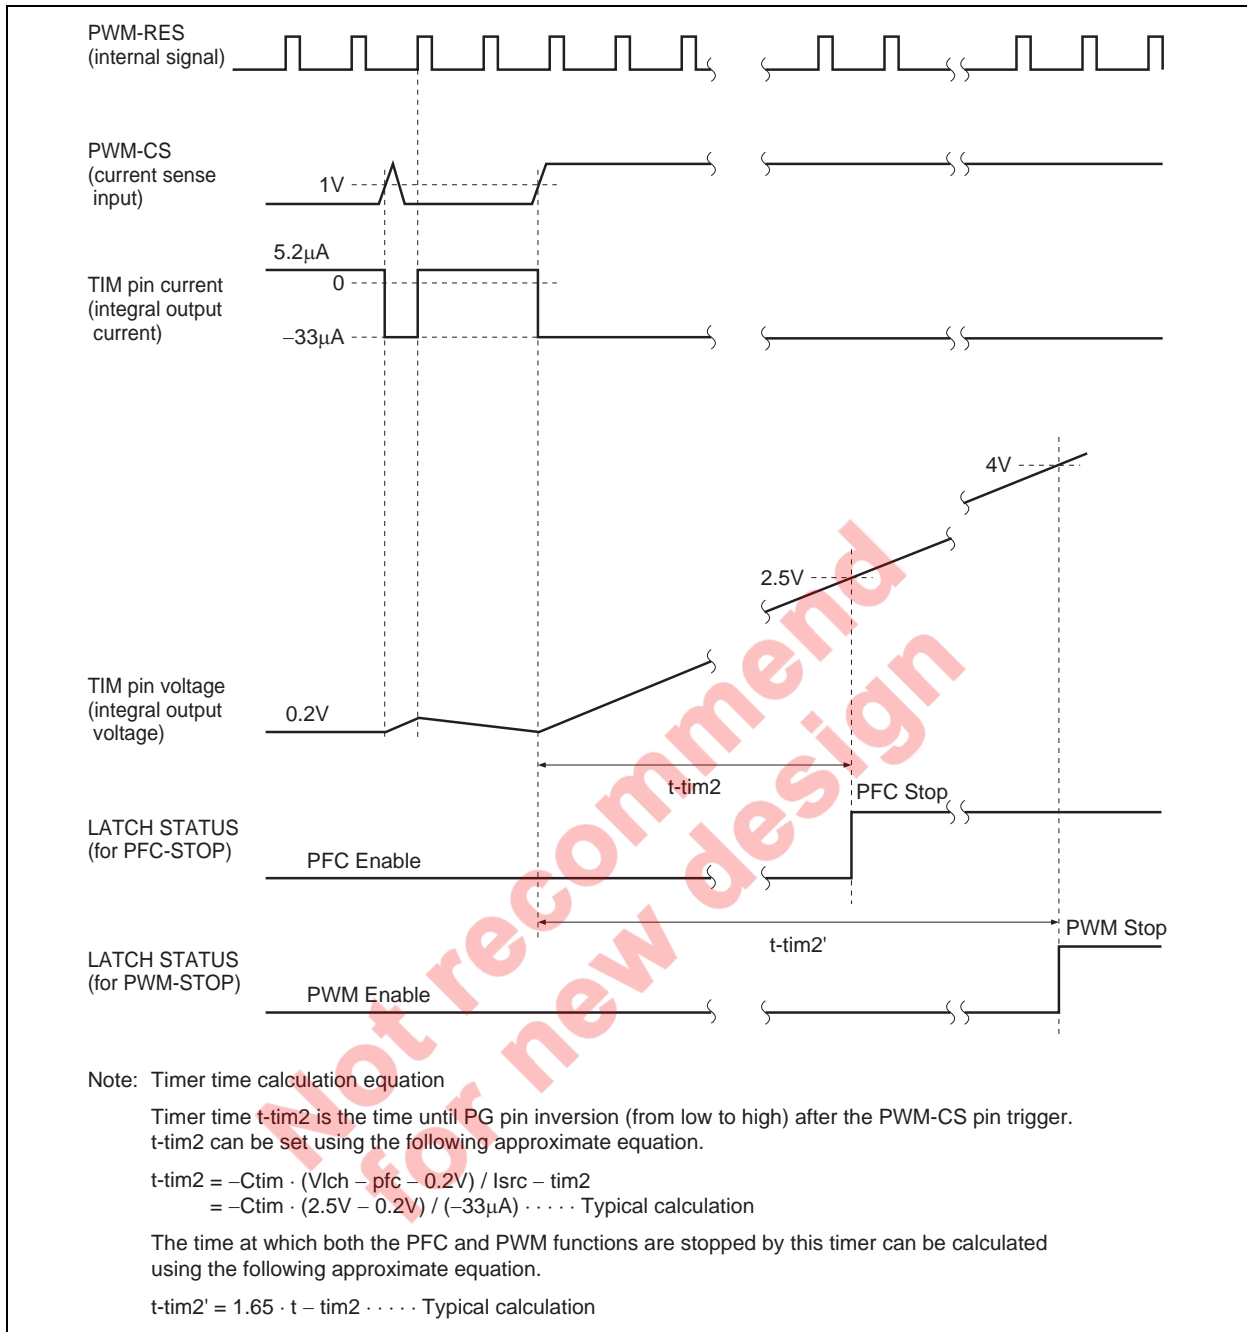 PWM-RES
(internal signal)
PWM-CS
(current sense
input)
1V
5.2μA
0
TIM pin current
(integral output
current)
−33μA
4V
2.5V
TIM pin voltage
(integral output
voltage)
0.2V
t-tim2
PFC Stop
LATCH STATUS
(for PFC-STOP)
PFC Enable
t-tim2'
PWM Stop
LATCH STATUS
(for PWM-STOP)
PWM Enable
Not recommend
for new design
Note: Timer time calculation equation
Timer time t-tim2 is the time until PG pin inversion (from low to high) after the PWM-CS pin trigger.
t-tim2 can be set using the following approximate equation.
t-tim2 = −Ctim · (Vlch − pfc − 0.2V) / Isrc − tim2
= −Ctim · (2.5V − 0.2V) / (−33μA) · · · · · Typical calculation
The time at which both the PFC and PWM functions are stopped by this timer can be calculated
using the following approximate equation.
t-tim2' = 1.65 · t − tim2 · · · · · Typical calculation